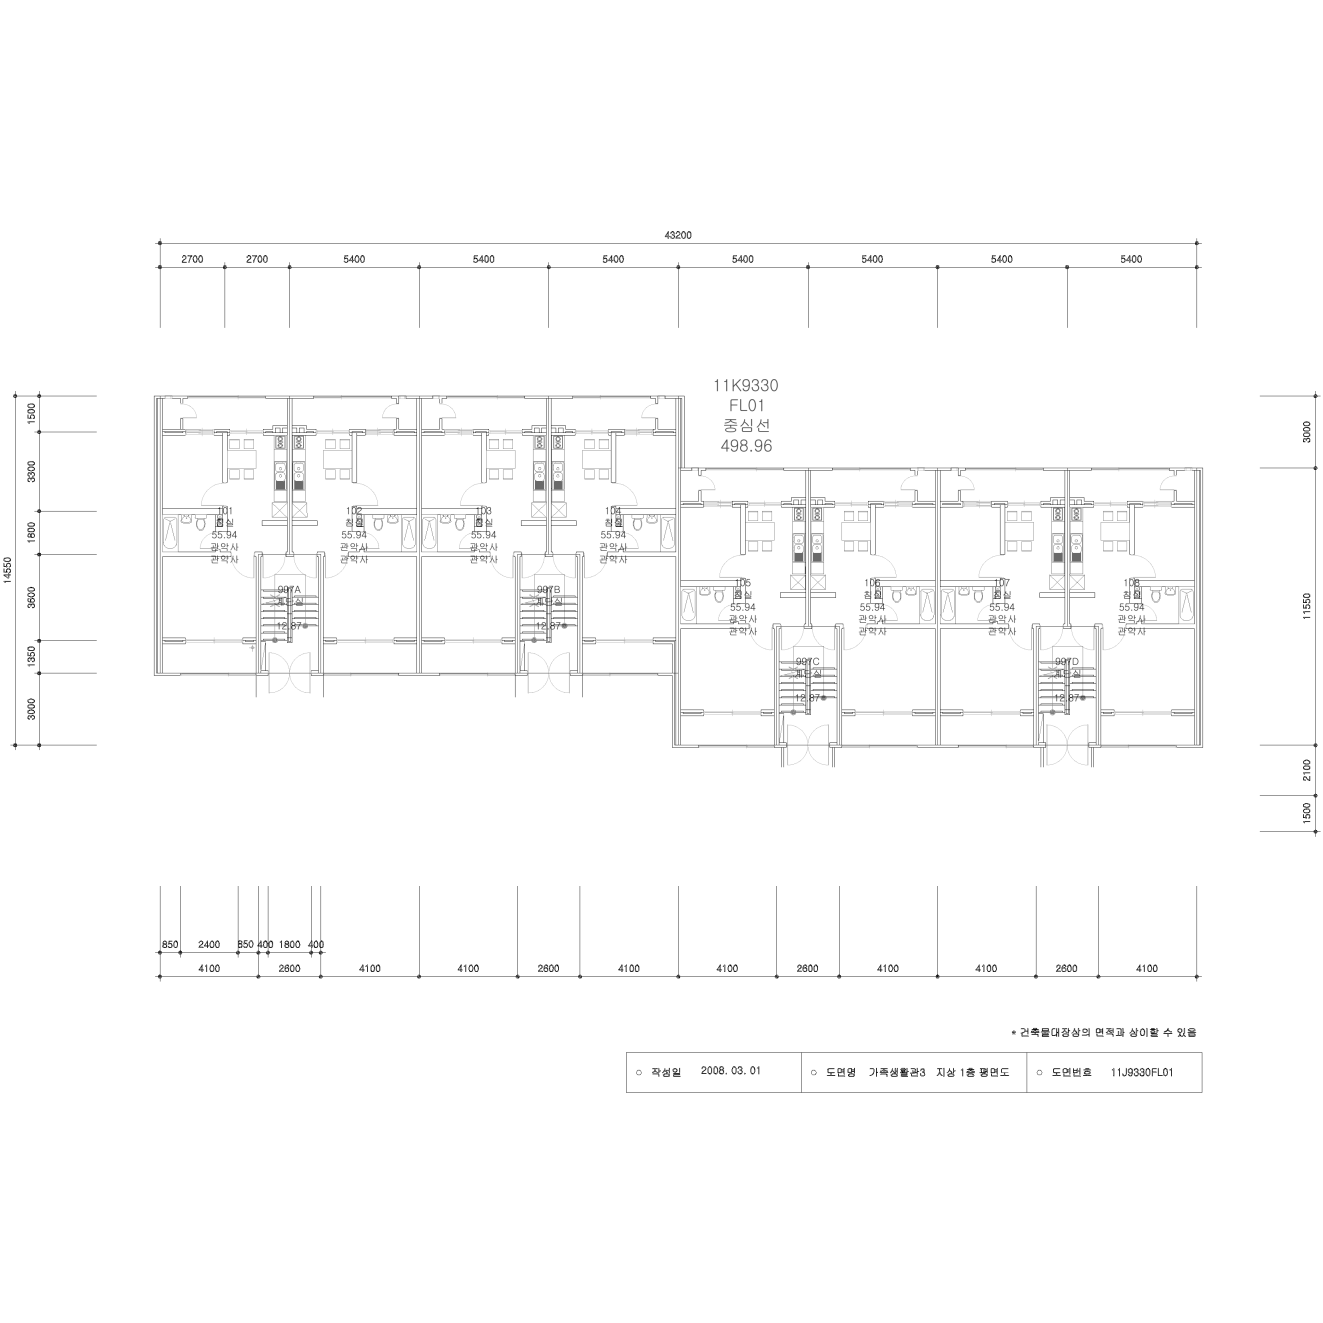 43200
2700 2700 5400 5400 5400 5400 5400 5400 5400
11K9330
FL01
중심선
498.96
1500
3300
1800
3600
1350
3000
14550
3000
11550
2100
1500
101
침실
55.94
관악사
관악사
102
침실
55.94
관악사
관악사
103
침실
55.94
관악사
관악사
104
침실
55.94
관악사
관악사
997A
계단실
12.87
997B
계단실
12.87
105
침실
55.94
관악사
관악사
106
침실
55.94
관악사
관악사
107
침실
55.94
관악사
관악사
108
침실
55.94
관악사
관악사
997C
계단실
12.87
997D
계단실
12.87
850 2400 850 400 1800 400
4100 2600 4100 4100 2600 4100 4100 2600 4100 4100 2600 4100
* 건축물대장상의 면적과 상이할 수 있음
○ 작성일 2008. 03. 01 ○ 도면명 가족생활관3 지상 1층 평면도 ○ 도면번호 11J9330FL01